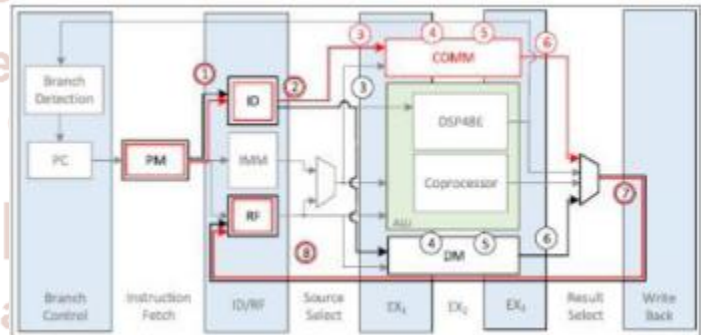 Branch
Detection
PC
PM
ID
IMM
RF
COMM
DSP48E
Coprocessor
ALU
DM
1
2
3
4
5
6
3
4
5
6
7
8
Branch
Control
Instruction
Fetch
ID/RF
Source
Select
EX1
EX2
EX3
Result
Select
Write
Back